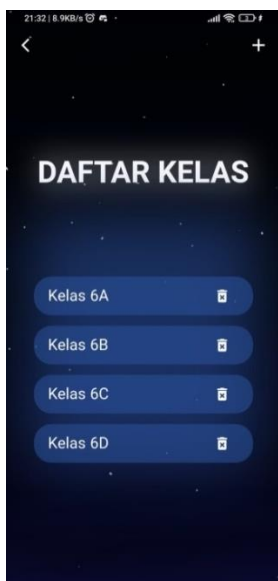 21:32 | 8.9KB/s
DAFTAR KELAS
Kelas 6A
Kelas 6B
Kelas 6C
Kelas 6D